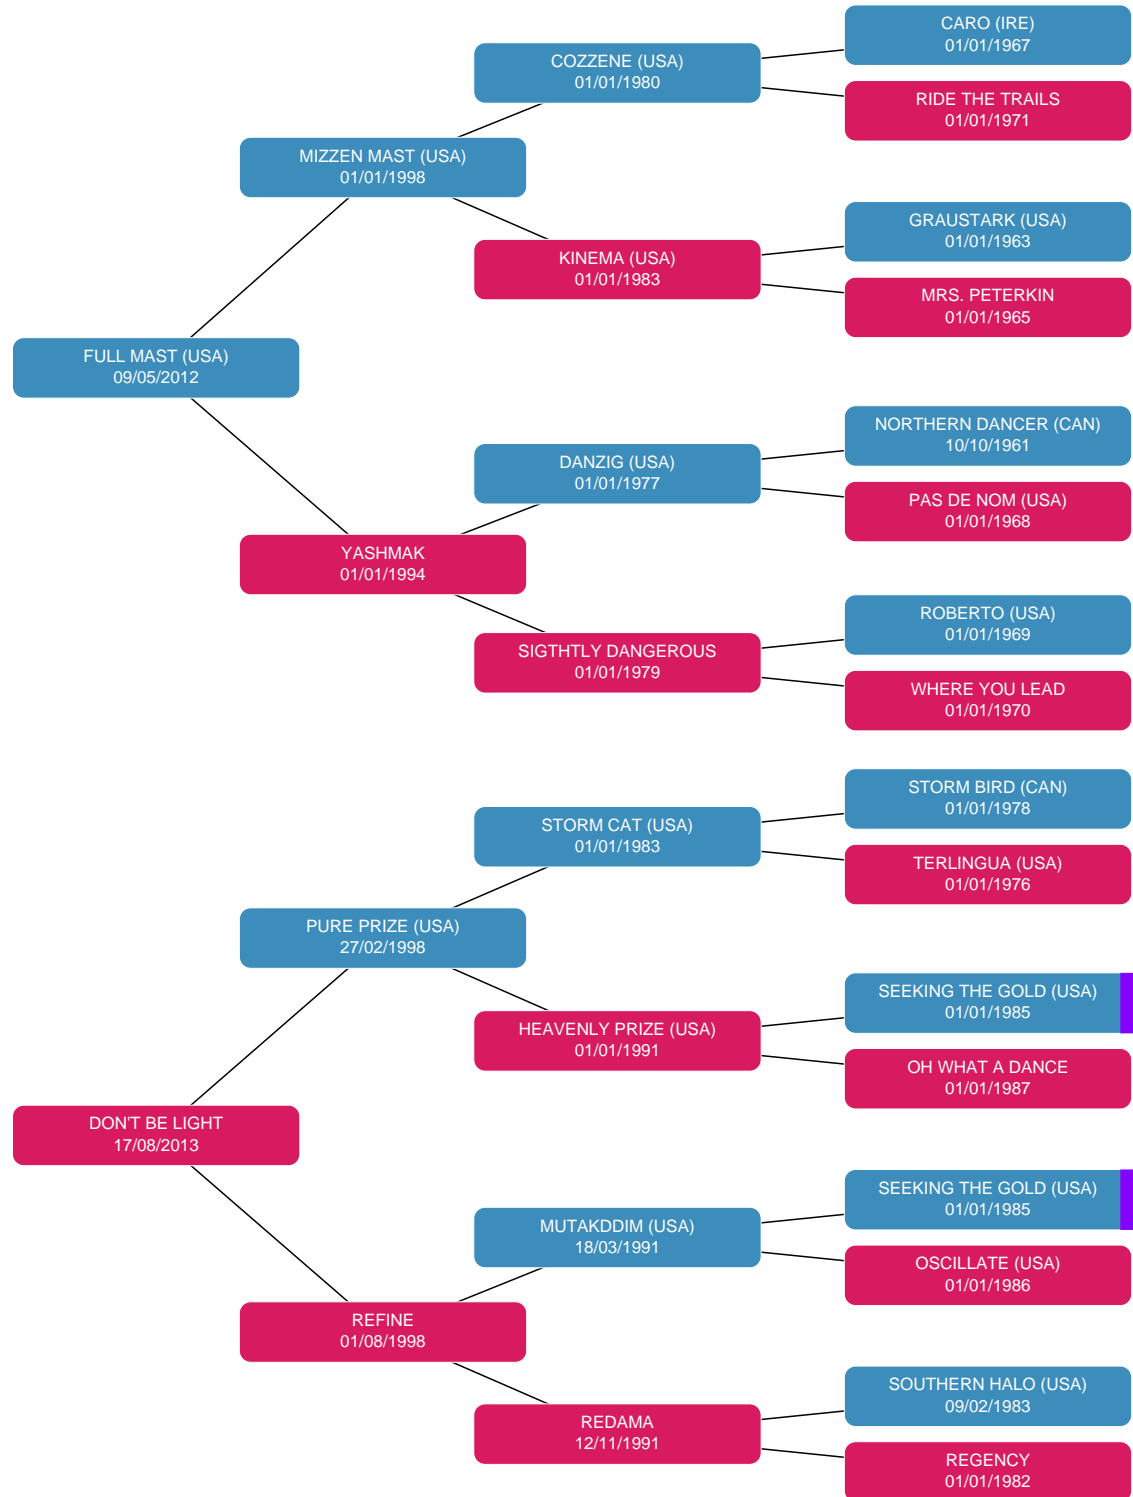 CARO (IRE)
01/01/1967
COZZENE (USA)
01/01/1980
RIDE THE TRAILS
01/01/1971
MIZZEN MAST (USA)
01/01/1998
GRAUSTARK (USA)
01/01/1963
KINEMA (USA)
01/01/1983
MRS. PETERKIN
01/01/1965
FULL MAST (USA)
09/05/2012
NORTHERN DANCER (CAN)
10/10/1961
DANZIG (USA)
01/01/1977
PAS DE NOM (USA)
01/01/1968
YASHMAK
01/01/1994
ROBERTO (USA)
01/01/1969
SIGTHTLY DANGEROUS
01/01/1979
WHERE YOU LEAD
01/01/1970
STORM BIRD (CAN)
01/01/1978
STORM CAT (USA)
01/01/1983
TERLINGUA (USA)
01/01/1976
PURE PRIZE (USA)
27/02/1998
SEEKING THE GOLD (USA)
01/01/1985
HEAVENLY PRIZE (USA)
01/01/1991
OH WHAT A DANCE
01/01/1987
DON'T BE LIGHT
17/08/2013
SEEKING THE GOLD (USA)
01/01/1985
MUTAKDDIM (USA)
18/03/1991
OSCILLATE (USA)
01/01/1986
REFINE
01/08/1998
SOUTHERN HALO (USA)
09/02/1983
REDAMA
12/11/1991
REGENCY
01/01/1982